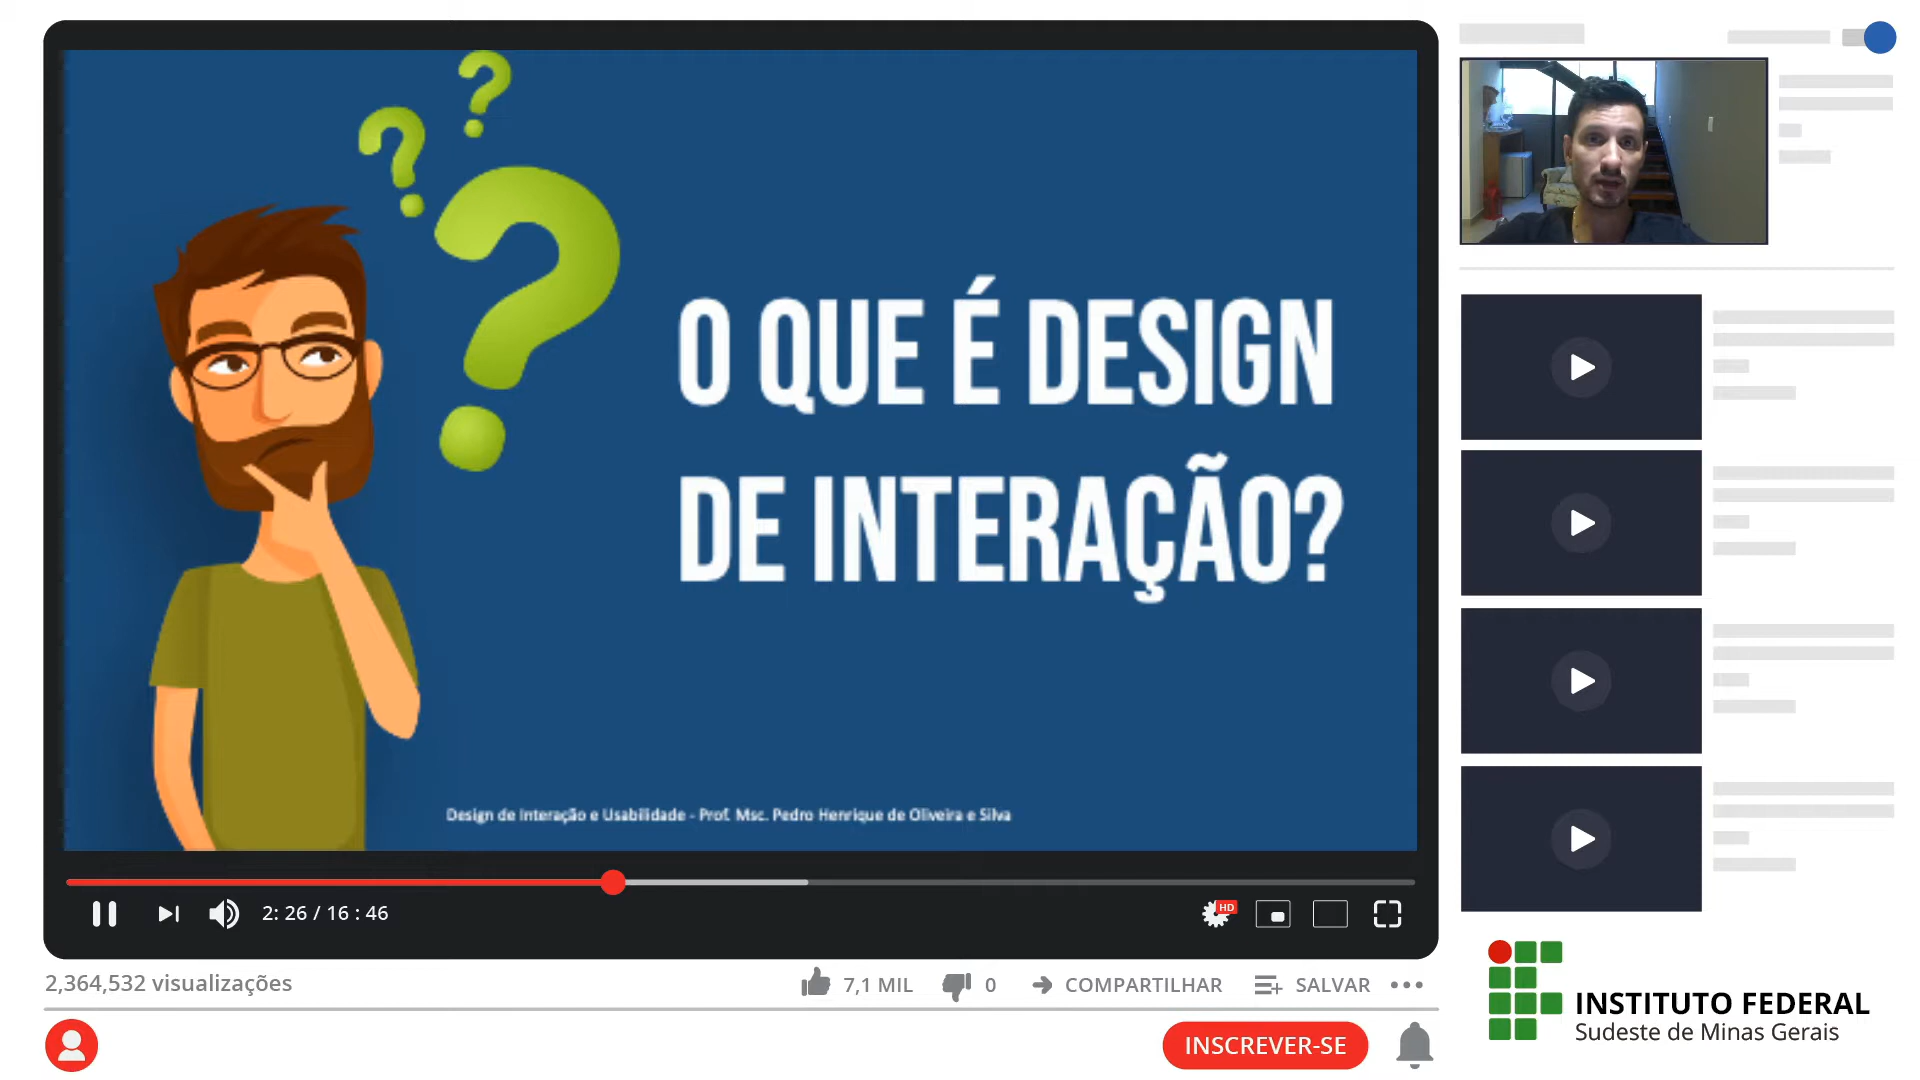 O QUE É DESIGN
DE INTERAÇÃO?
Design de Interação e Usabilidade - Prof. Msc. Pedro Henrique de Oliveira e Silva
2: 26 / 16 : 46
HD
2,364,532 visualizações
7,1 MIL
0
COMPARTILHAR
SALVAR
INSCREVER-SE
INSTITUTO FEDERAL
Sudeste de Minas Gerais